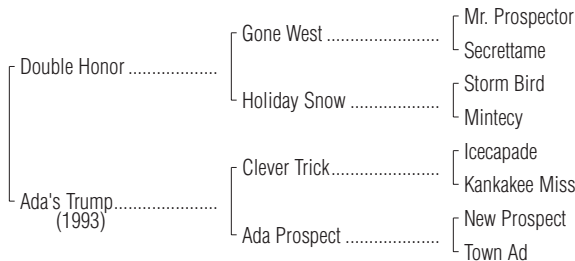 Mr. Prospector
Gone West ........................
Secrettame
Double Honor ...................
Storm Bird
Holiday Snow ...................
Mintecy
Icecapade
Clever Trick.......................
Kankakee Miss
Ada's Trump......................
(1993)
New Prospect
Ada Prospect ....................
Town Ad